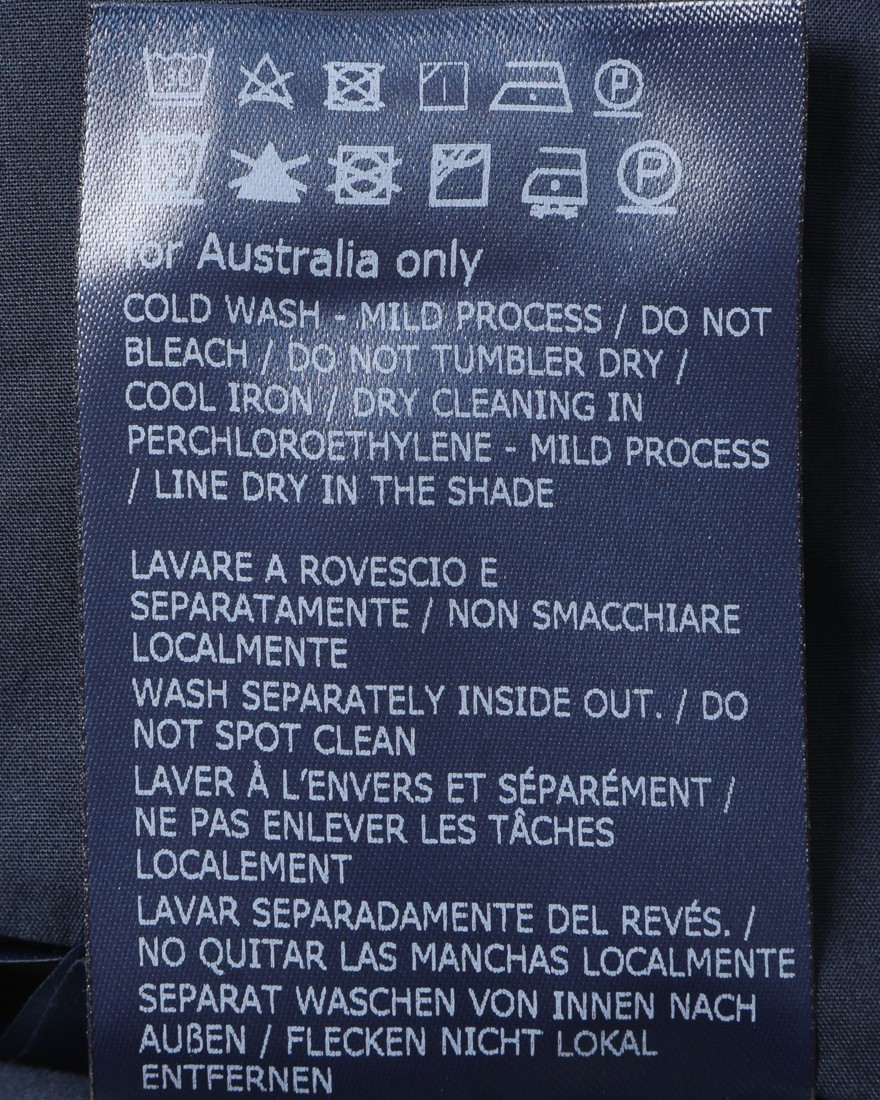 30
P
P
for Australia only
COLD WASH - MILD PROCESS / DO NOT
BLEACH / DO NOT TUMBLER DRY /
COOL IRON / DRY CLEANING IN
PERCHLOROETHYLENE - MILD PROCESS
/ LINE DRY IN THE SHADE
LAVARE A ROVESCIO E
SEPARATAMENTE / NON SMACCHIARE
LOCALMENTE
WASH SEPARATELY INSIDE OUT. / DO
NOT SPOT CLEAN
LAVER À L'ENVERS ET SÉPARÉMENT /
NE PAS ENLEVER LES TÂCHES
LOCALEMENT
LAVAR SEPARADAMENTE DEL REVÉS. /
NO QUITAR LAS MANCHAS LOCALMENTE
SEPARAT WASCHEN VON INNEN NACH
AUßEN / FLECKEN NICHT LOKAL
ENTFERNEN